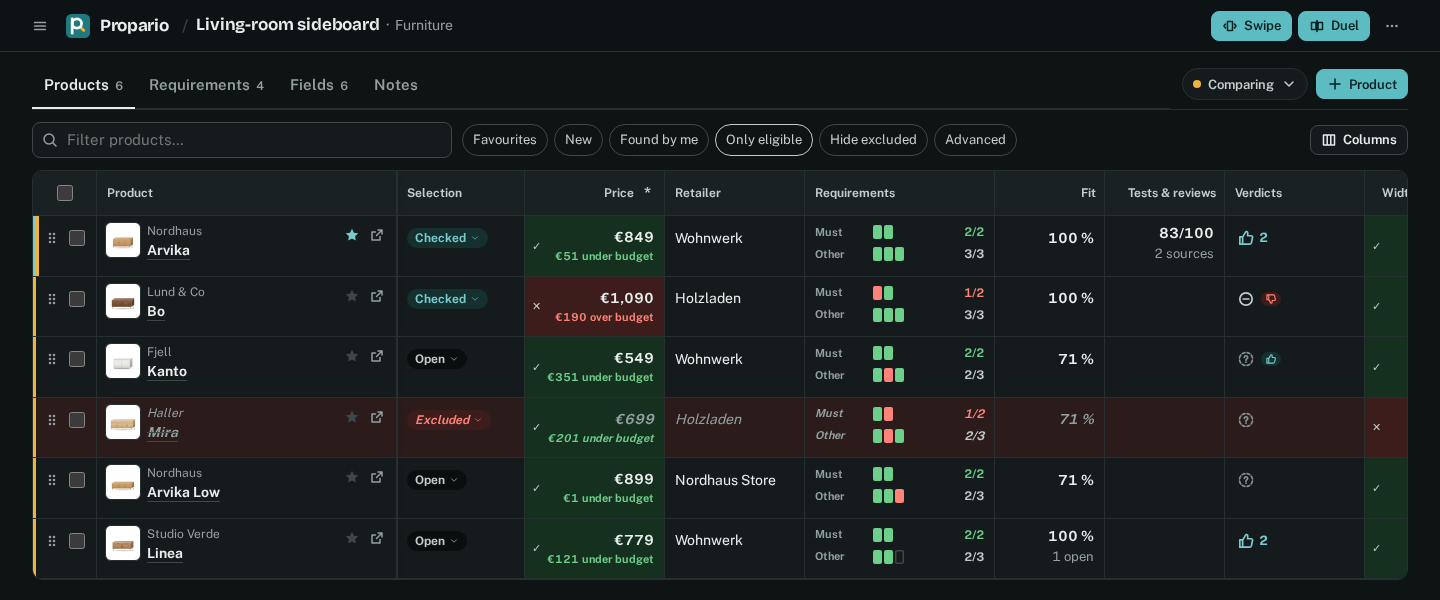 Propario / Living-room sideboard · Furniture
Swipe
Duel
Products 6
Requirements 4
Fields 6
Notes
Comparing
Product
Filter products...
Favourites
New
Found by me
Only eligible
Hide excluded
Advanced
Columns
Product Selection Price * Retailer Requirements Fit Tests & reviews Verdicts Widt
Nordhaus
Arvika
Checked
€849
€51 under budget
Wohnwerk
Must 2/2
Other 3/3
100 %
83/100
2 sources
2
Lund & Co
Bo
Checked
€1,090
€190 over budget
Holzladen
Must 1/2
Other 3/3
100 %
Fjell
Kanto
Open
€549
€351 under budget
Wohnwerk
Must 2/2
Other 2/3
71 %
Haller
Mira
Excluded
€699
€201 under budget
Holzladen
Must 1/2
Other 2/3
71 %
Nordhaus
Arvika Low
Open
€899
€1 under budget
Nordhaus Store
Must 2/2
Other 2/3
71 %
Studio Verde
Linea
Open
€779
€121 under budget
Wohnwerk
Must 2/2
Other 2/3
100 %
1 open
2